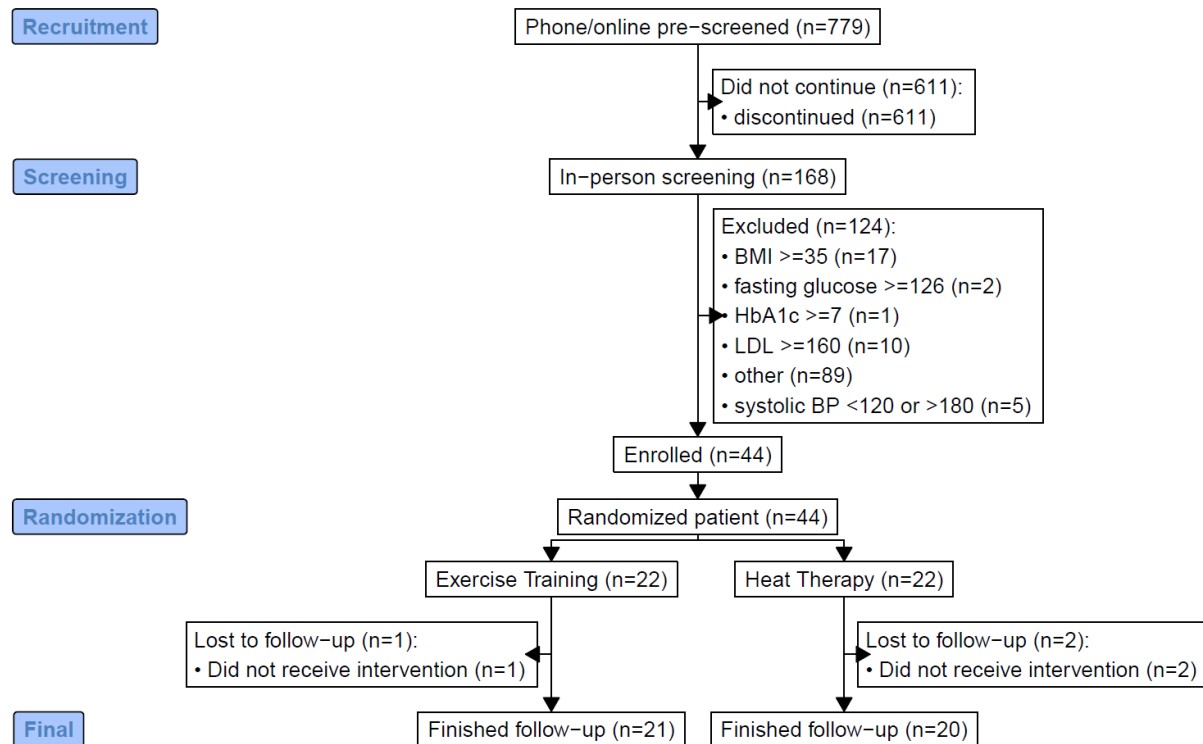 Recruitment
Phone/online pre−screened (n=779)
Did not continue (n=611):
• discontinued (n=611)
Screening
In−person screening (n=168)
Excluded (n=124):
• BMI >=35 (n=17)
• fasting glucose >=126 (n=2)
• HbA1c >=7 (n=1)
• LDL >=160 (n=10)
• other (n=89)
• systolic BP <120 or >180 (n=5)
Enrolled (n=44)
Randomization
Randomized patient (n=44)
Exercise Training (n=22)
Heat Therapy (n=22)
Lost to follow−up (n=1):
• Did not receive intervention (n=1)
Lost to follow−up (n=2):
• Did not receive intervention (n=2)
Final
Finished follow−up (n=21)
Finished follow−up (n=20)